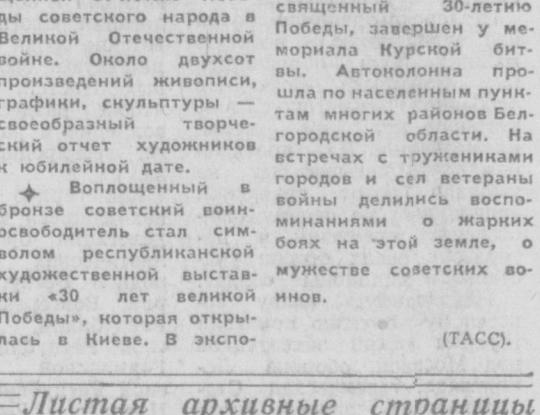 ды советского народа в
Великой Отечественной
войне. Около двухсот
произведений живописи,
графики, скульптуры —
своеобразный творче-
ский отчет художников
к юбилейной дате.
Воплощенный в
бронзе советский воин-
освободитель стал сим-
волом республиканской
художественной выстав-
ки «30 лет великой
Победы», которая откры-
лась в Киеве. В экспо-
священный 30-летию
Победы, завершен у ме-
мориала Курской бит-
вы. Автоколонна про-
шла по населенным пунк-
там многих районов Бел-
городской области. На
встречах с тружениками
городов и сел ветераны
войны делились воспо-
минаниями о жарких
боях на этой земле, о
мужестве советских во-
инов.
(ТАСС).
Листая архивные страницы